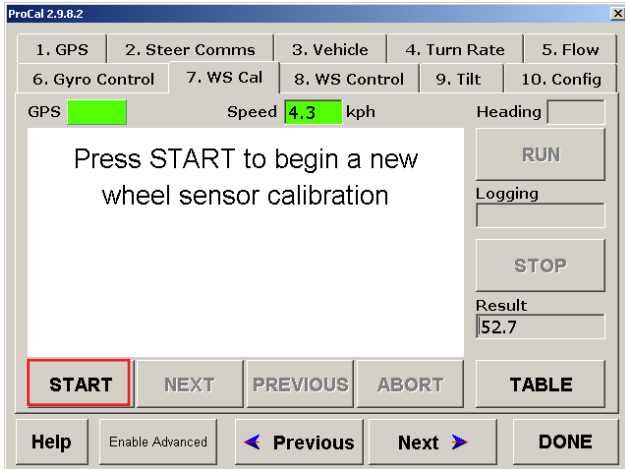 ProCal 2.9.8.2
1. GPS 2. Steer Comms 3. Vehicle 4. Turn Rate 5. Flow
6. Gyro Control 7. WS Cal 8. WS Control 9. Tilt 10. Config
GPS Speed 4.3 kph Heading
Press START to begin a new
wheel sensor calibration
RUN
Logging
STOP
Result
52.7
START NEXT PREVIOUS ABORT TABLE
Help Enable Advanced Previous Next DONE